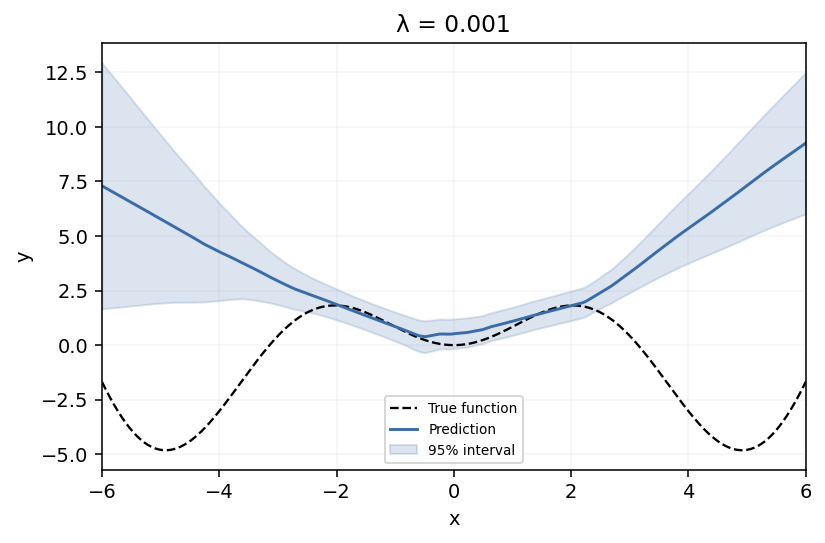 λ = 0.001
12.5
10.0
7.5
5.0
2.5
0.0
−2.5
−5.0
y
True function
Prediction
95% interval
−6 −4 −2 0 2 4 6
x